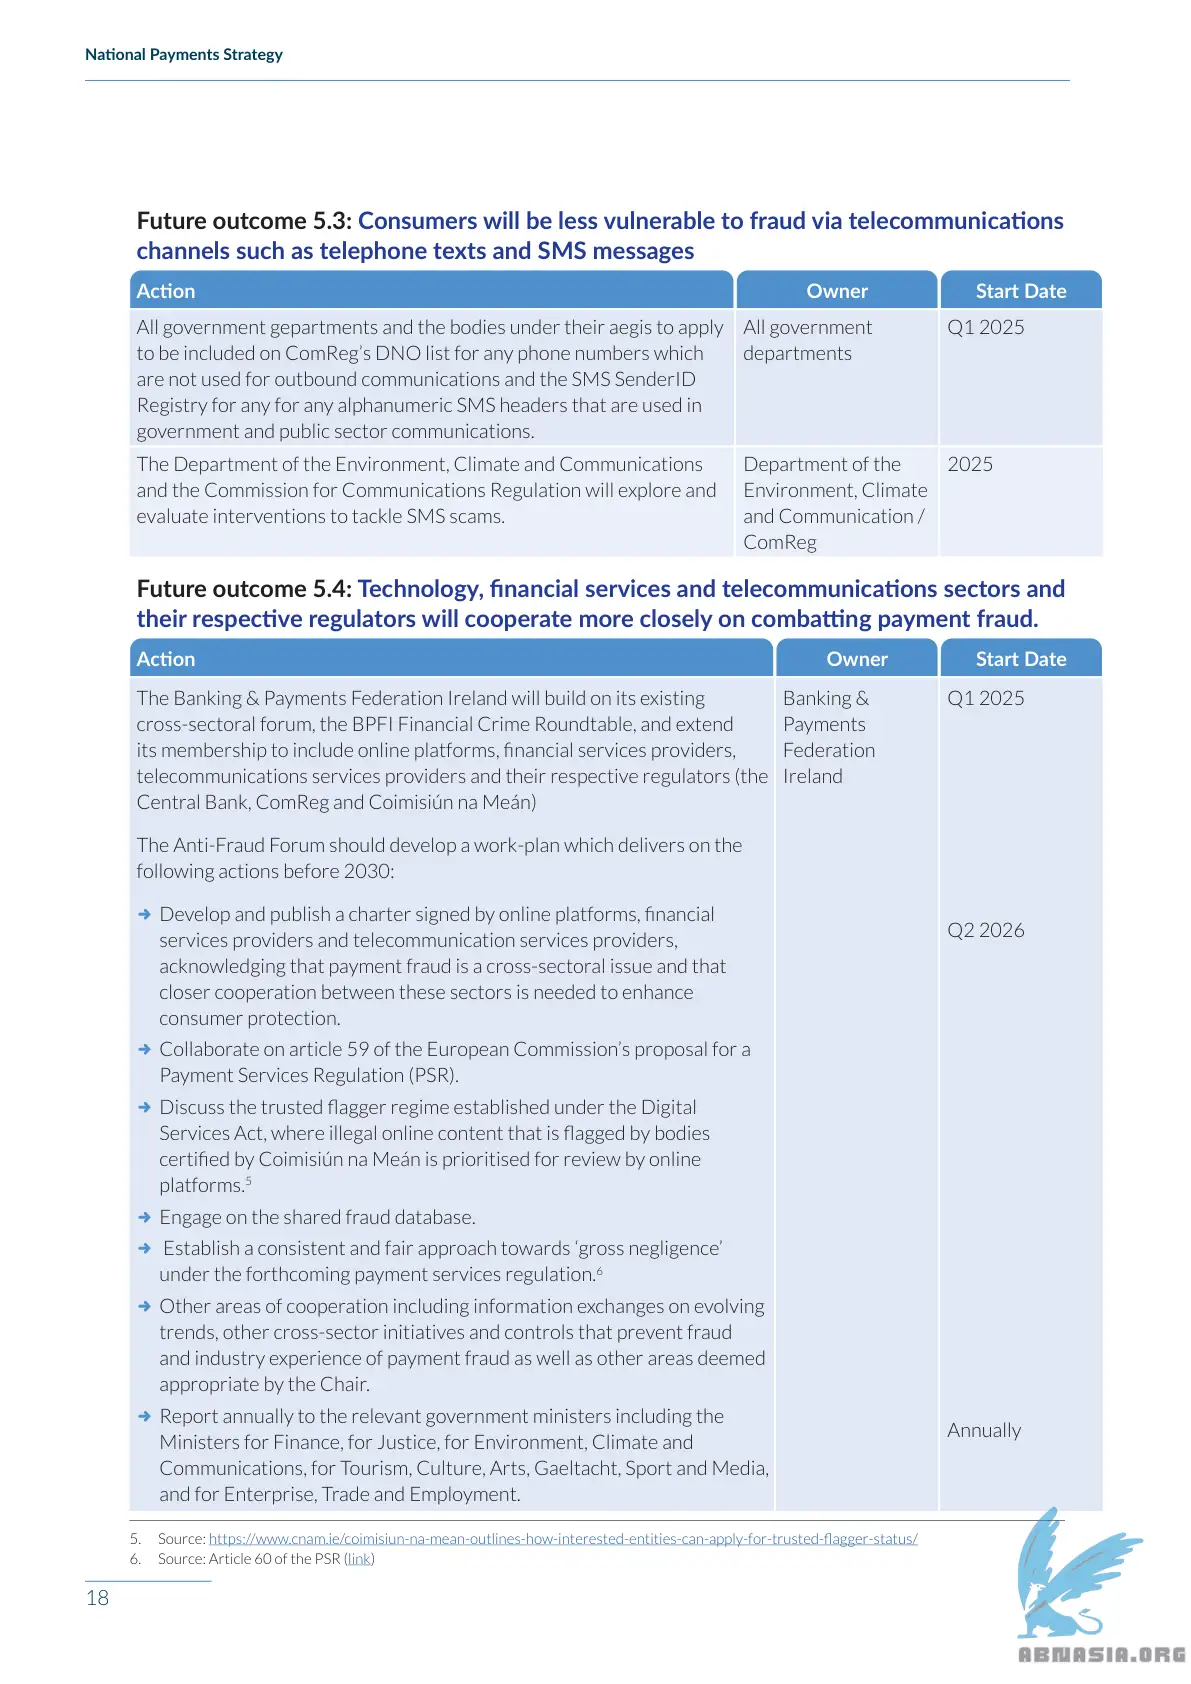 National Payments Strategy
Future outcome 5.3: Consumers will be less vulnerable to fraud via telecommunications
channels such as telephone texts and SMS messages
Action
Owner
Start Date
All government gepartments and the bodies under their aegis to apply
to be included on ComReg’s DNO list for any phone numbers which
are not used for outbound communications and the SMS SenderID
Registry for any for any alphanumeric SMS headers that are used in
government and public sector communications.
All government
departments
Q1 2025
The Department of the Environment, Climate and Communications
and the Commission for Communications Regulation will explore and
evaluate interventions to tackle SMS scams.
Department of the
Environment, Climate
and Communication /
ComReg
2025
Future outcome 5.4: Technology, financial services and telecommunications sectors and
their respective regulators will cooperate more closely on combatting payment fraud.
Action
Owner
Start Date
The Banking & Payments Federation Ireland will build on its existing
cross-sectoral forum, the BPFI Financial Crime Roundtable, and extend
its membership to include online platforms, financial services providers,
telecommunications services providers and their respective regulators (the
Central Bank, ComReg and Coimisiún na Meán)
Banking &
Payments
Federation
Ireland
Q1 2025
The Anti-Fraud Forum should develop a work-plan which delivers on the
following actions before 2030:
➔ Develop and publish a charter signed by online platforms, financial
services providers and telecommunication services providers,
acknowledging that payment fraud is a cross-sectoral issue and that
closer cooperation between these sectors is needed to enhance
consumer protection.
Q2 2026
➔ Collaborate on article 59 of the European Commission’s proposal for a
Payment Services Regulation (PSR).
➔ Discuss the trusted flagger regime established under the Digital
Services Act, where illegal online content that is flagged by bodies
certified by Coimisiún na Meán is prioritised for review by online
platforms.5
➔ Engage on the shared fraud database.
➔ Establish a consistent and fair approach towards ‘gross negligence’
under the forthcoming payment services regulation.6
➔ Other areas of cooperation including information exchanges on evolving
trends, other cross-sector initiatives and controls that prevent fraud
and industry experience of payment fraud as well as other areas deemed
appropriate by the Chair.
➔ Report annually to the relevant government ministers including the
Ministers for Finance, for Justice, for Environment, Climate and
Communications, for Tourism, Culture, Arts, Gaeltacht, Sport and Media,
and for Enterprise, Trade and Employment.
Annually
5. Source: https://www.cnam.ie/coimisiun-na-mean-outlines-how-interested-entities-can-apply-for-trusted-flagger-status/
6. Source: Article 60 of the PSR (link)
18
ABNASIA.ORG